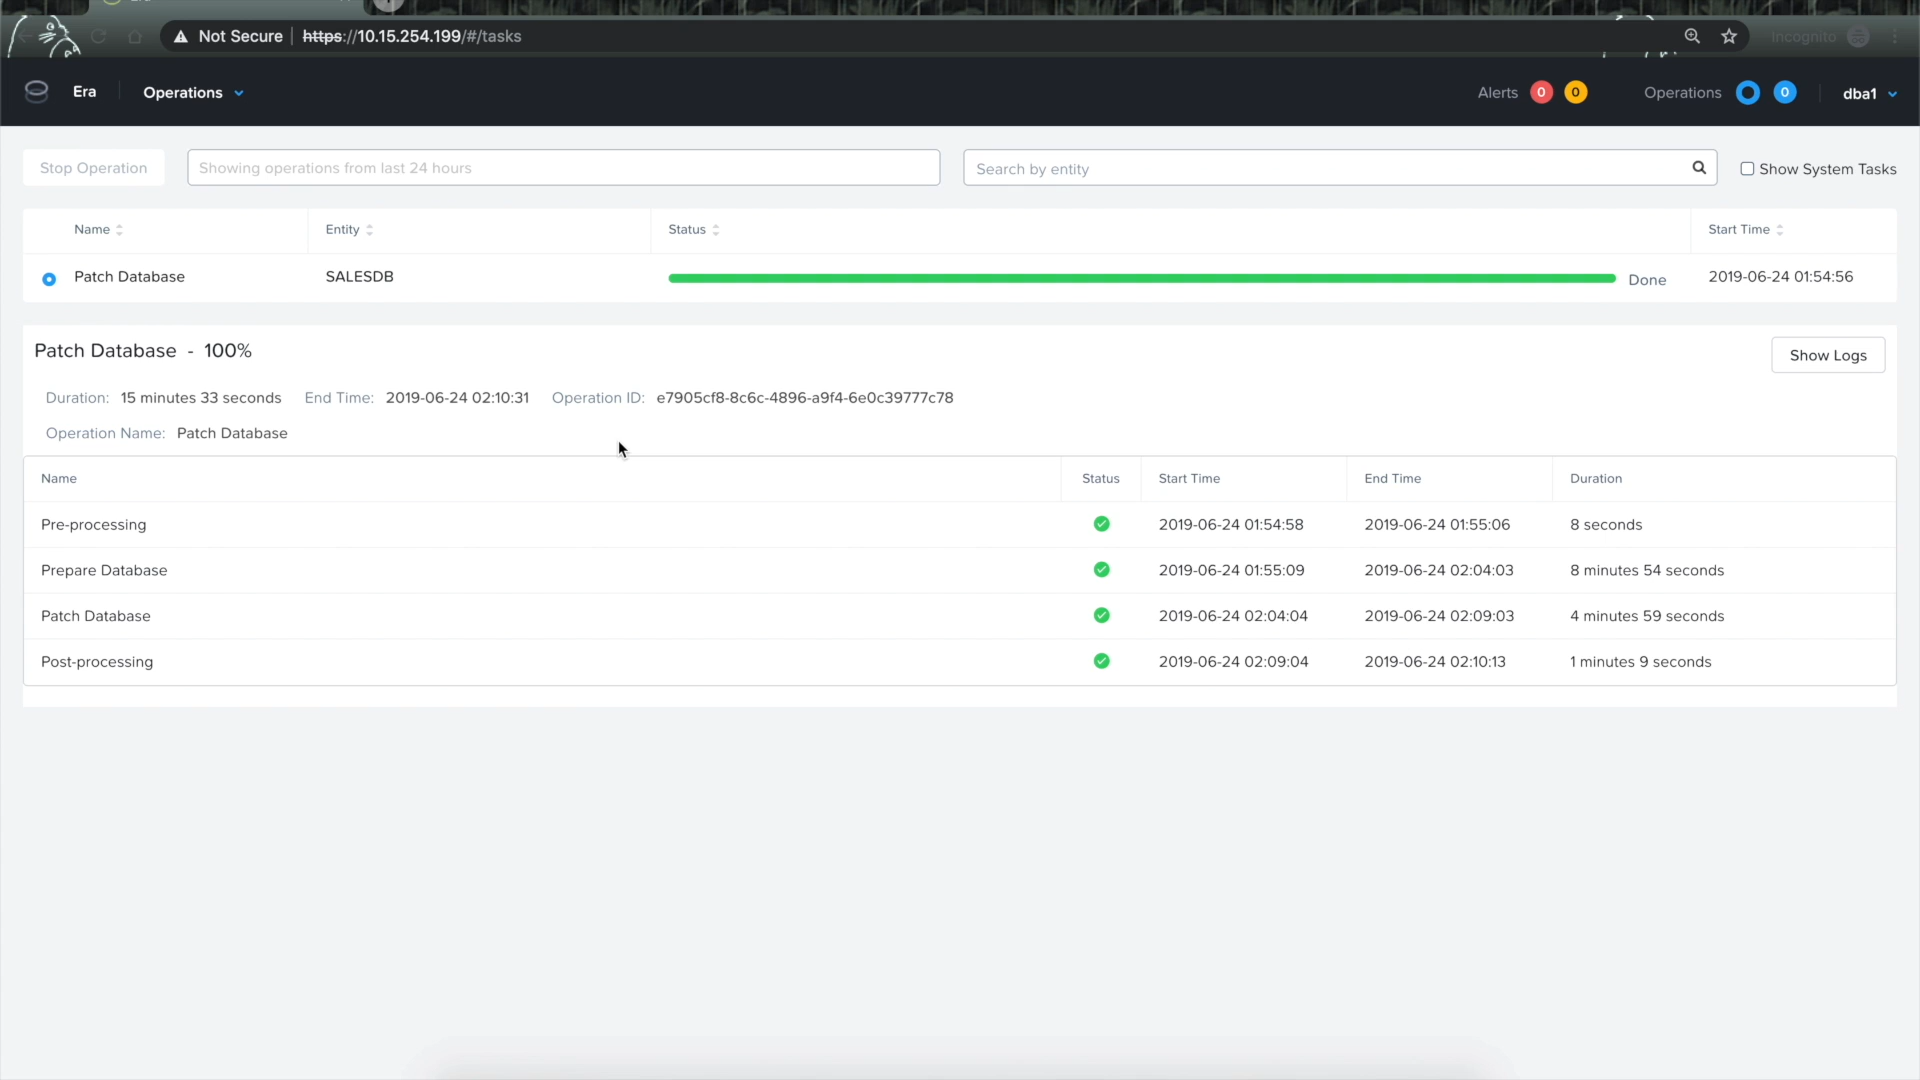 Not Secure | https://10.15.254.199/#/tasks Incognito
Era Operations Alerts 0 0 Operations 0 dba1
Stop Operation Showing operations from last 24 hours Search by entity Show System Tasks
Name Entity Status Start Time
Patch Database SALESDB Done 2019-06-24 01:54:56
Patch Database - 100% Show Logs
Duration: 15 minutes 33 seconds End Time: 2019-06-24 02:10:31 Operation ID: e7905cf8-8c6c-4896-a9f4-6e0c39777c78
Operation Name: Patch Database
Name Status Start Time End Time Duration
Pre-processing 2019-06-24 01:54:58 2019-06-24 01:55:06 8 seconds
Prepare Database 2019-06-24 01:55:09 2019-06-24 02:04:03 8 minutes 54 seconds
Patch Database 2019-06-24 02:04:04 2019-06-24 02:09:03 4 minutes 59 seconds
Post-processing 2019-06-24 02:09:04 2019-06-24 02:10:13 1 minutes 9 seconds